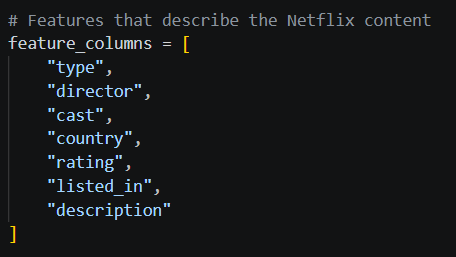 # Features that describe the Netflix content
feature_columns = [
    "type",
    "director",
    "cast",
    "country",
    "rating",
    "listed_in",
    "description"
]